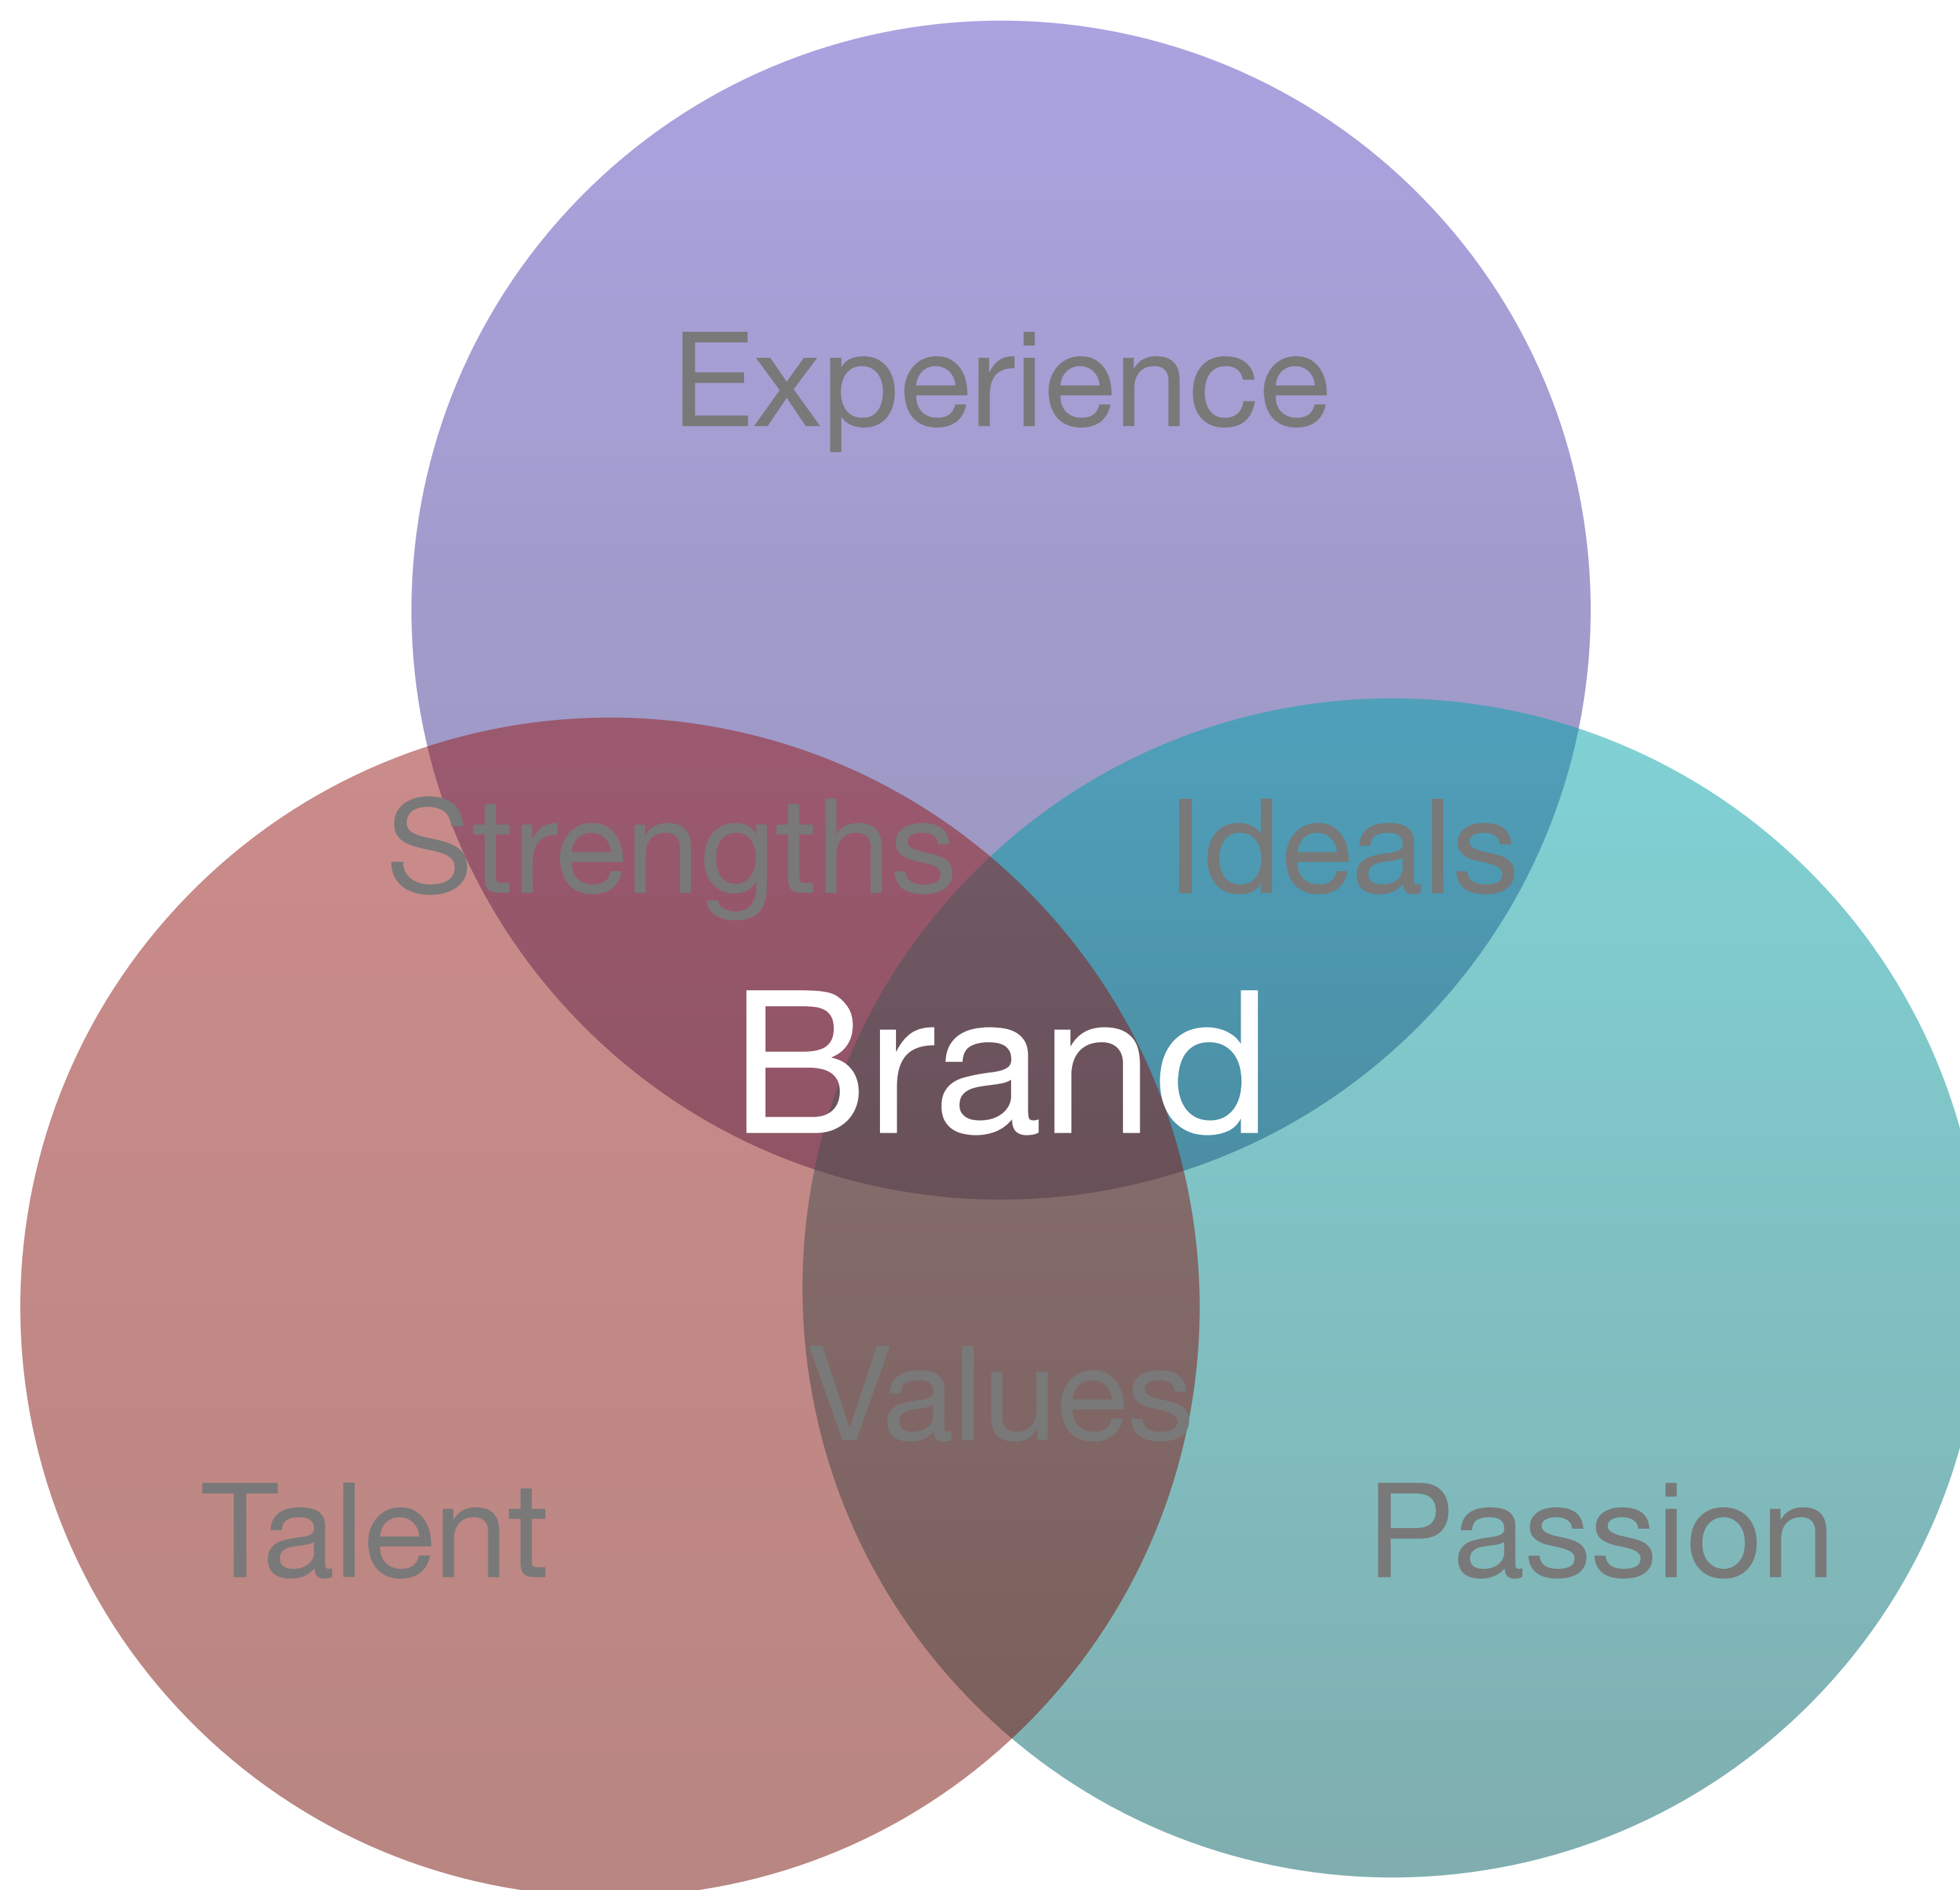 Experience
Strengths
Ideals
Brand
Values
Talent
Passion